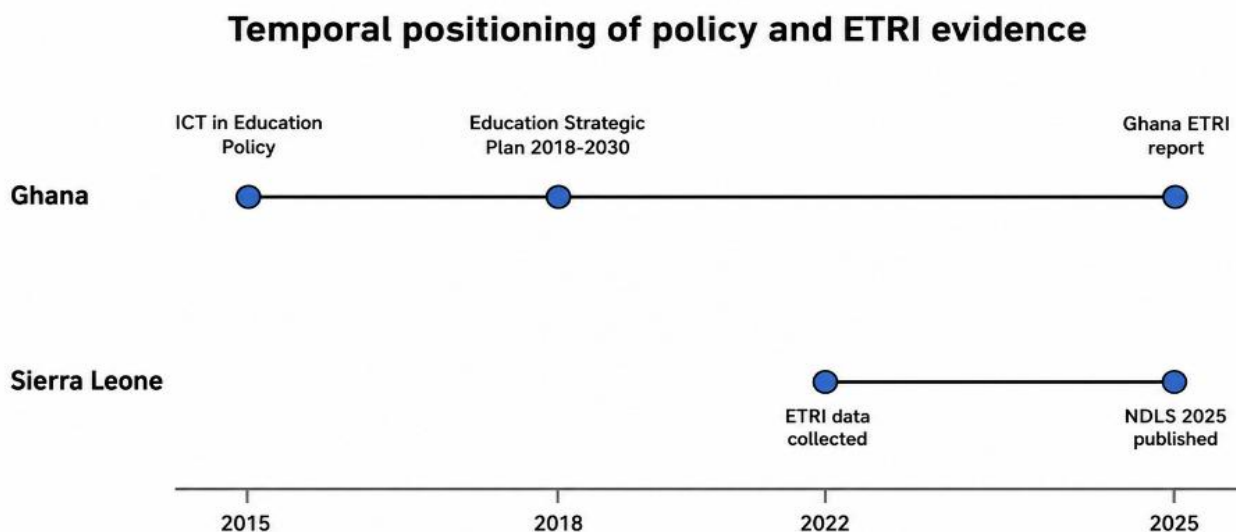 Temporal positioning of policy and ETRI evidence
ICT in Education
Policy
Education Strategic
Plan 2018-2030
Ghana ETRI
report
Ghana
Sierra Leone
ETRI data
collected
NDLS 2025
published
2015
2018
2022
2025